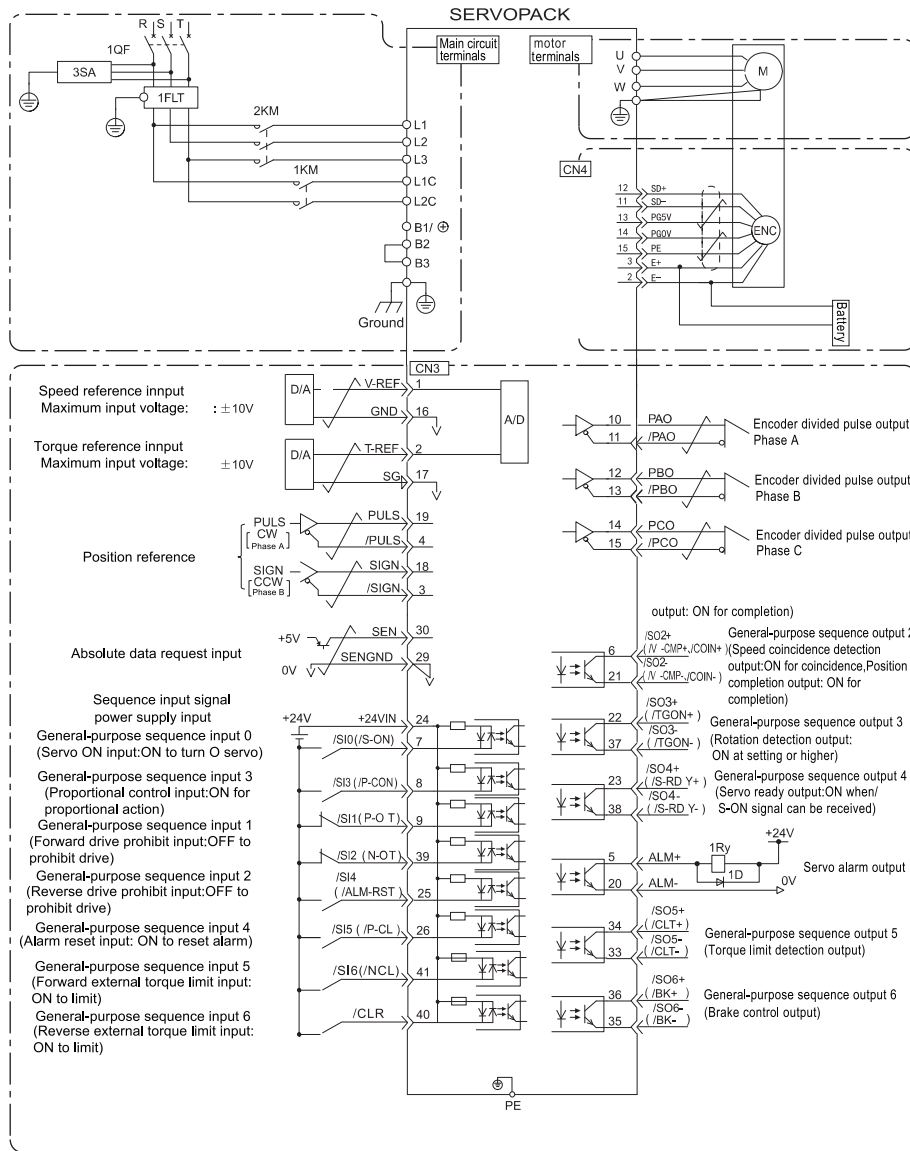 SERVOPACK
R S T
1QF
3SA
1FLT
2KM
1KM
Main circuit
terminals
motor
terminals
L1
L2
L3
L1C
L2C
B1/ ⊕
B2
B3
Ground
U
V
W
M
CN4
12 SD+
11 SD-
13 PG5V
14 PG0V
15 PE
3 E+
2 E-
ENC
Battery
CN3
Speed reference innput
Maximum input voltage: : ±10V
D/A
V-REF 1
GND 16
A/D
Torque reference innput
Maximum input voltage: ±10V
D/A
T-REF 2
SG 17
Position reference
PULS
CW
Phase A
PULS 19
/PULS 4
SIGN
CCW
Phase B
SIGN 18
/SIGN 3
Absolute data request input
+5V
0V
SEN 30
SENGND 29
Sequence input signal
power supply input
+24V
+24VIN 24
General-purpose sequence input 0
(Servo ON input:ON to turn O servo)
/SI0(/S-ON) 7
General-purpose sequence input 3
(Proportional control input:ON for
proportional action)
/SI3 (/P-CON) 8
General-purpose sequence input 1
(Forward drive prohibit input:OFF to
prohibit drive)
/SI1( P-O T) 9
General-purpose sequence input 2
(Reverse drive prohibit input:OFF to
prohibit drive)
/SI2 ( N-OT) 39
General-purpose sequence input 4
(Alarm reset input: ON to reset alarm)
/SI4
( /ALM-RST) 25
General-purpose sequence input 5
(Forward external torque limit input:
ON to limit)
/SI5 ( /P-CL) 26
General-purpose sequence input 6
(Reverse external torque limit input:
ON to limit)
/SI6(/NCL) 41
/CLR 40
10 PAO
11 /PAO
Encoder divided pulse output
Phase A
12 PBO
13 /PBO
Encoder divided pulse output
Phase B
14 PCO
15 /PCO
Encoder divided pulse output
Phase C
output: ON for completion)
6 /SO2+
( /V -CMP+,/COIN+ )
21 /SO2-
( /V -CMP-,/COIN- )
General-purpose sequence output 2
(Speed coincidence detection
output:ON for coincidence,Position
completion output: ON for
completion)
22 /SO3+
( /TGON+ )
37 /SO3-
( /TGON- )
General-purpose sequence output 3
(Rotation detection output:
ON at setting or higher)
23 /SO4+
( /S-RD Y+ )
38 /SO4-
( /S-RD Y- )
General-purpose sequence output 4
(Servo ready output:ON when/
S-ON signal can be received)
5 ALM+
20 ALM-
1Ry
1D
+24V
0V
Servo alarm output
34 /SO5+
( /CLT+ )
33 /SO5-
( /CLT- )
General-purpose sequence output 5
(Torque limit detection output)
36 /SO6+
( /BK+ )
35 /SO6-
( /BK- )
General-purpose sequence output 6
(Brake control output)
PE